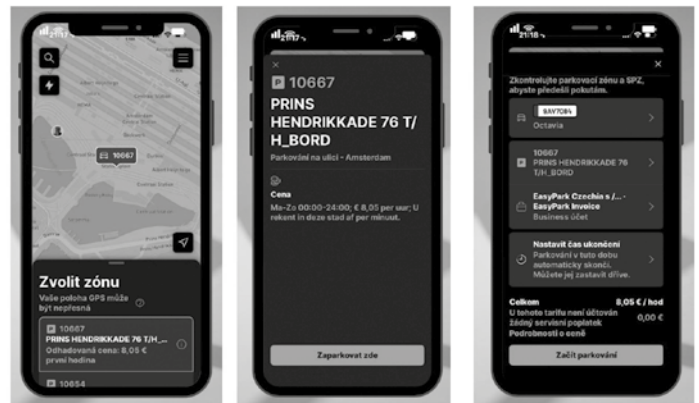 21:17
10667
Zvolit zónu
Vaše poloha GPS může
být nepřesná
P 10667
PRINS HENDRIKKADE 76 T/H_...
Odhadovaná cena: 8,05 €
první hodina
P 10654
21:17
P 10667
PRINS
HENDRIKKADE 76 T/
H_BORD
Parkování na ulici - Amsterdam
Cena
Ma-Zo 00:00-24:00; € 8,05 per uur; U
rekent in deze stad af per minuut.
Zaparkovat zde
21:18
Zkontrolujte parkovací zónu a SPZ,
abyste předešli pokutám.
Octavia
10667
PRINS HENDRIKKADE 76
T/H_BORD
EasyPark Czechia s /... -
EasyPark Invoice
Business účet
Nastavit čas ukončení
Parkování v tuto dobu
automaticky skončí.
Můžete jej zastavit dříve.
Celkem 8,05 € / hod
U tohoto tarifu není účtován
žádný servisní poplatek 0,00 €
Podrobnosti o ceně
Začít parkování